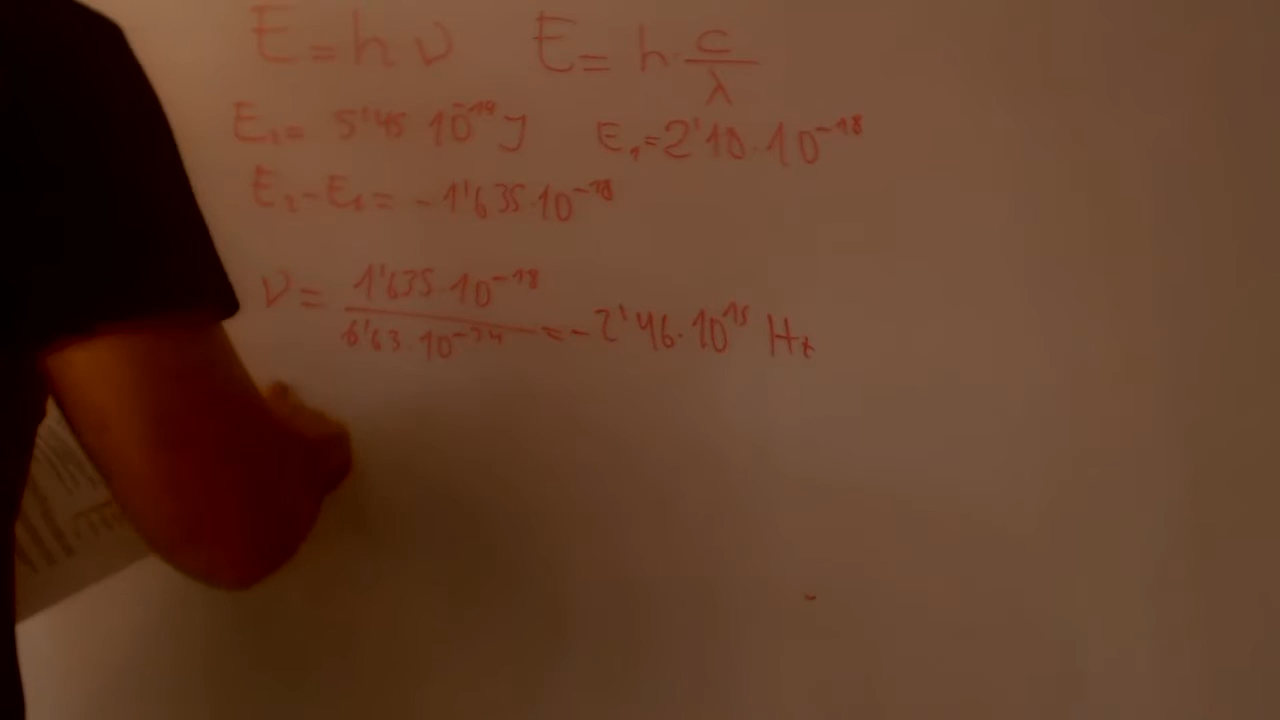 E = hν E = h · c/λ
E₁ = 5'45 · 10⁻¹⁹ J E₁ = 2'18 · 10⁻¹⁸
E₂ - E₁ = -1'635 · 10⁻¹⁸
ν = 1'635 · 10⁻¹⁸ / 6'63 · 10⁻³⁴ = -2'46 · 10¹⁵ Hz